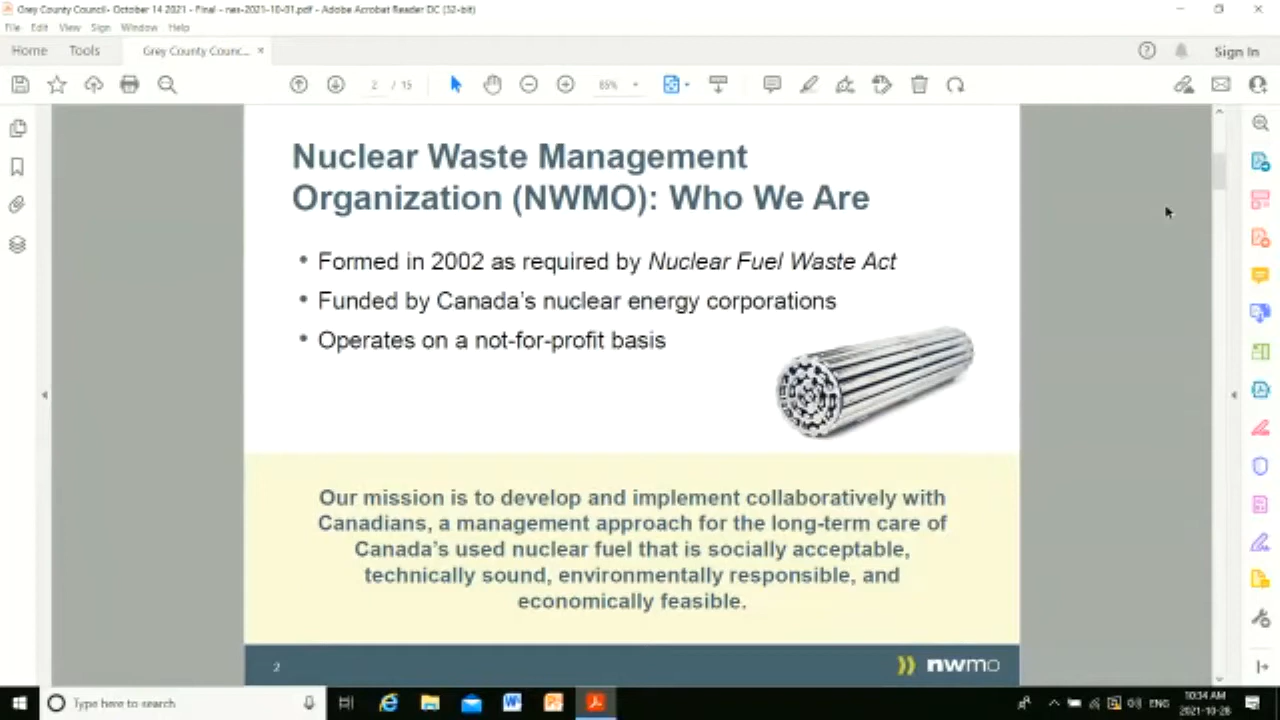 Grey County Council- October 14 2021 - Final - nes-2021-10-01.pdf - Adobe Acrobat Reader DC (32-bit)
File Edit View Sign Window Help
Home Tools Grey County Counc... × Sign In
2 / 15 85%
Nuclear Waste Management
Organization (NWMO): Who We Are
• Formed in 2002 as required by Nuclear Fuel Waste Act
• Funded by Canada's nuclear energy corporations
• Operates on a not-for-profit basis
Our mission is to develop and implement collaboratively with
Canadians, a management approach for the long-term care of
Canada's used nuclear fuel that is socially acceptable,
technically sound, environmentally responsible, and
economically feasible.
2 nwmo
Type here to search ENG 10:34 AM
2021-10-26